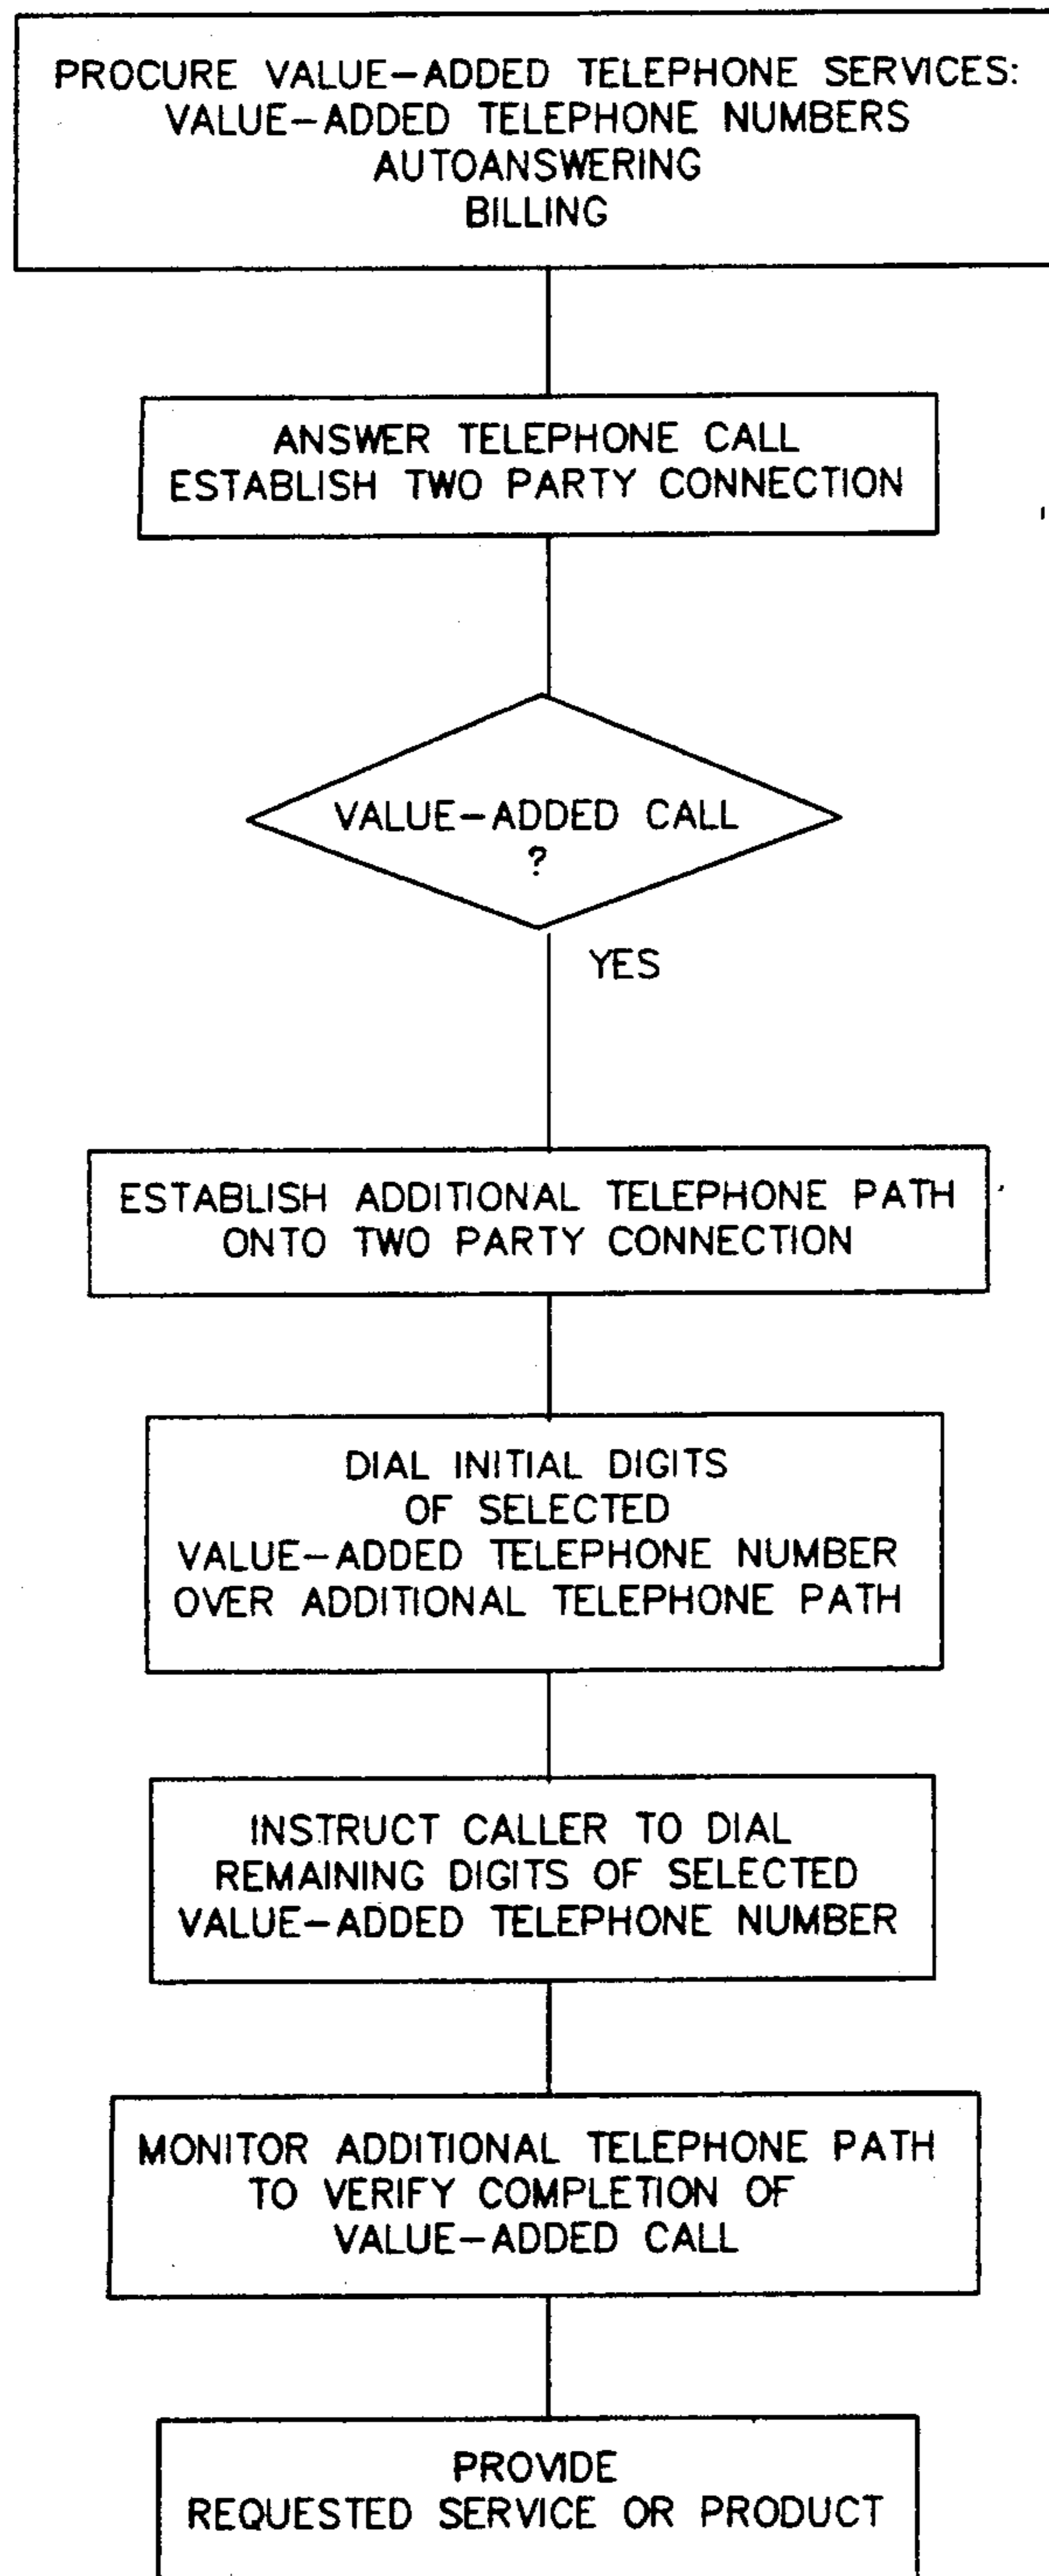 PROCURE VALUE-ADDED TELEPHONE SERVICES:
VALUE-ADDED TELEPHONE NUMBERS
AUTOANSWERING
BILLING
ANSWER TELEPHONE CALL
ESTABLISH TWO PARTY CONNECTION
VALUE-ADDED CALL
?
YES
ESTABLISH ADDITIONAL TELEPHONE PATH
ONTO TWO PARTY CONNECTION
DIAL INITIAL DIGITS
OF SELECTED
VALUE-ADDED TELEPHONE NUMBER
OVER ADDITIONAL TELEPHONE PATH
INSTRUCT CALLER TO DIAL
REMAINING DIGITS OF SELECTED
VALUE-ADDED TELEPHONE NUMBER
MONITOR ADDITIONAL TELEPHONE PATH
TO VERIFY COMPLETION OF
VALUE-ADDED CALL
PROVIDE
REQUESTED SERVICE OR PRODUCT